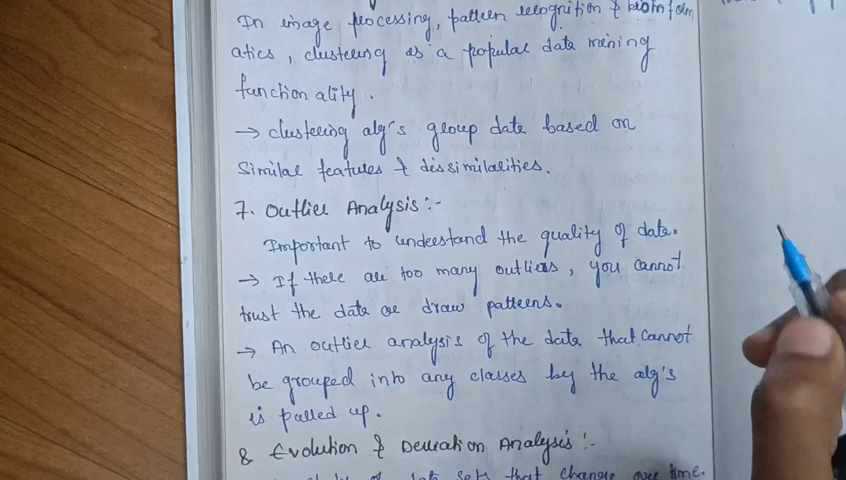 In image processing, pattern recognition & bioinform
atics, clustering as a popular data mining
function ality.
→ clustering alg's group data based on
Similar features & dissimilarities.
7. Outlier Analysis:-
Important to understand the quality of data.
→ If there are too many outliers, you cannot
trust the data or draw patterns.
→ An outlier analysis of the data that cannot
be grouped into any classes by the alg's
is pulled up.
8 Evolution & Deviation Analysis:-
data sets that change over time.